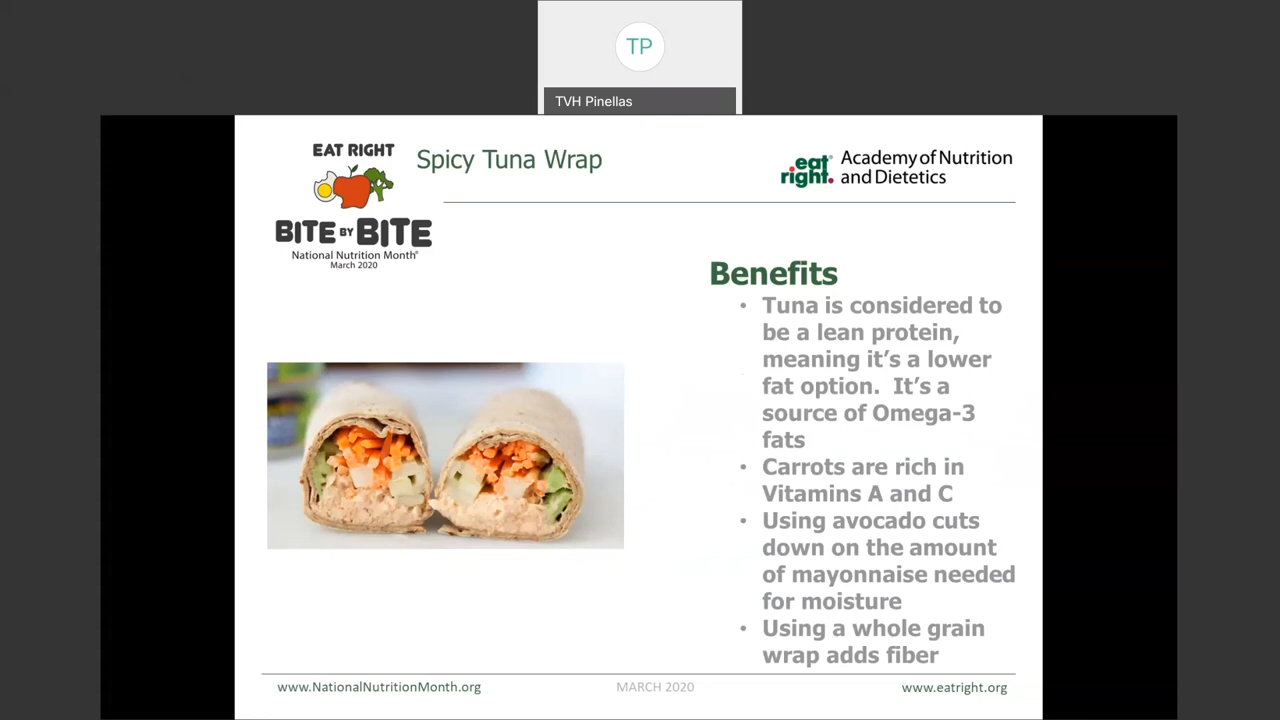 TP
TVH Pinellas
EAT RIGHT
BITE BY BITE
National Nutrition Month®
March 2020
Spicy Tuna Wrap
eat right. Academy of Nutrition
and Dietetics
Benefits
• Tuna is considered to
be a lean protein,
meaning it's a lower
fat option.  It's a
source of Omega-3
fats
• Carrots are rich in
Vitamins A and C
• Using avocado cuts
down on the amount
of mayonnaise needed
for moisture
• Using a whole grain
wrap adds fiber
www.NationalNutritionMonth.org
MARCH 2020
www.eatright.org